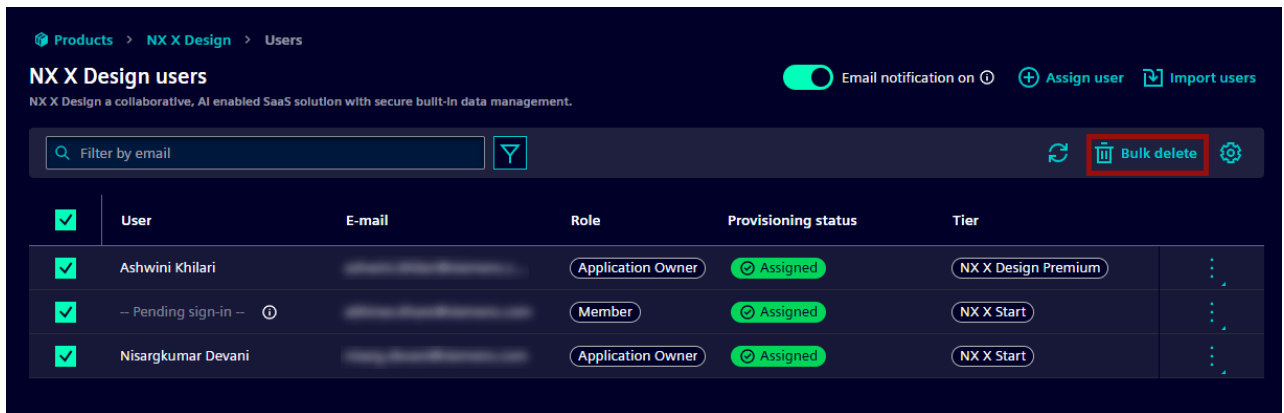 Products > NX X Design > Users
NX X Design users
Email notification on
Assign user
Import users
NX X Design a collaborative, AI enabled SaaS solution with secure built-in data management.
Filter by email
Bulk delete
User E-mail Role Provisioning status Tier
Ashwini Khilari Application Owner Assigned NX X Design Premium
-- Pending sign-in -- Member Assigned NX X Start
Nisargkumar Devani Application Owner Assigned NX X Start